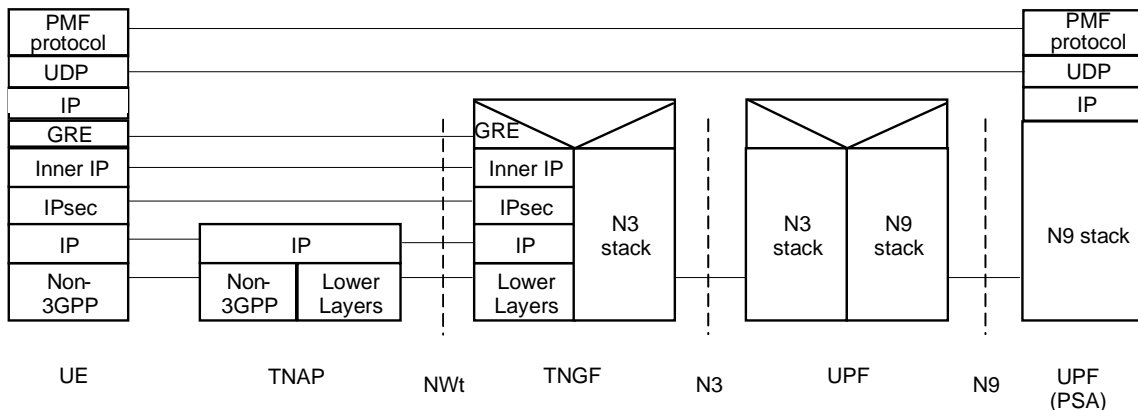 PMF
protocol
UDP
IP
GRE
Inner IP
IPsec
IP
Non-
3GPP
IP
Non-
3GPP
Lower
Layers
GRE
Inner IP
IPsec
IP
Lower
Layers
N3
stack
N3
stack
N9
stack
PMF
protocol
UDP
IP
N9 stack
UE
TNAP
NWt
TNGF
N3
UPF
N9
UPF
(PSA)